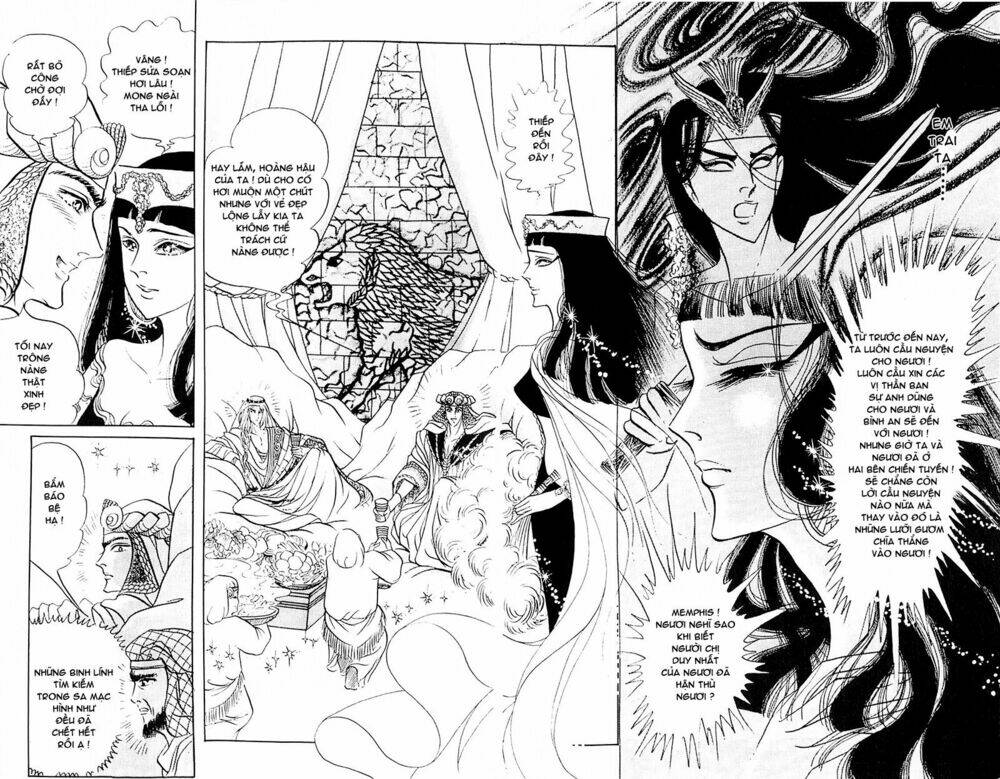 EM
TRAI
TA........
TỪ TRƯỚC ĐẾN NAY,
TA LUÔN CẦU NGUYỆN
CHO NGƯƠI !
LUÔN CẦU XIN CÁC
VỊ THẦN BAN
SỰ ANH DŨNG
CHO NGƯƠI VÀ
BÌNH AN SẼ ĐẾN
VỚI NGƯƠI !
NHƯNG GIỜ TA VÀ
NGƯƠI ĐÃ Ở
HAI BÊN CHIẾN TUYẾN !
SẼ CHẲNG CÒN
LỜI CẦU NGUYỆN
NÀO NỮA MÀ
THAY VÀO ĐÓ LÀ
NHỮNG LƯỠI GƯƠM
CHĨA THẲNG
VÀO NGƯƠI !
MEMPHIS !
NGƯƠI NGHĨ SAO
KHI BIẾT
NGƯỜI CHỊ
DUY NHẤT
CỦA NGƯƠI ĐÃ
HẬN THÙ
NGƯƠI ?
THIẾP
ĐẾN
RỒI
ĐÂY !
HAY LẮM, HOÀNG HẬU
CỦA TA ! DÙ CHO CÓ
HƠI MUỘN MỘT CHÚT
NHƯNG VỚI VẺ ĐẸP
LỘNG LẪY KIA TA
KHÔNG THỂ
TRÁCH CỨ
NÀNG ĐƯỢC !
VÂNG !
THIẾP SỬA SOẠN
HƠI LÂU !
MONG NGÀI
THA LỖI !
RẤT BÕ
CÔNG
CHỜ ĐỢI
ĐẤY !
TỐI NAY
TRÔNG
NÀNG
THẬT
XINH
ĐẸP !
BẨM
BÁO
BỆ
HẠ !
NHỮNG BINH LÍNH
TÌM KIẾM
TRONG SA MẠC
HÌNH NHƯ
ĐỀU ĐÃ
CHẾT HẾT
RỒI Ạ !